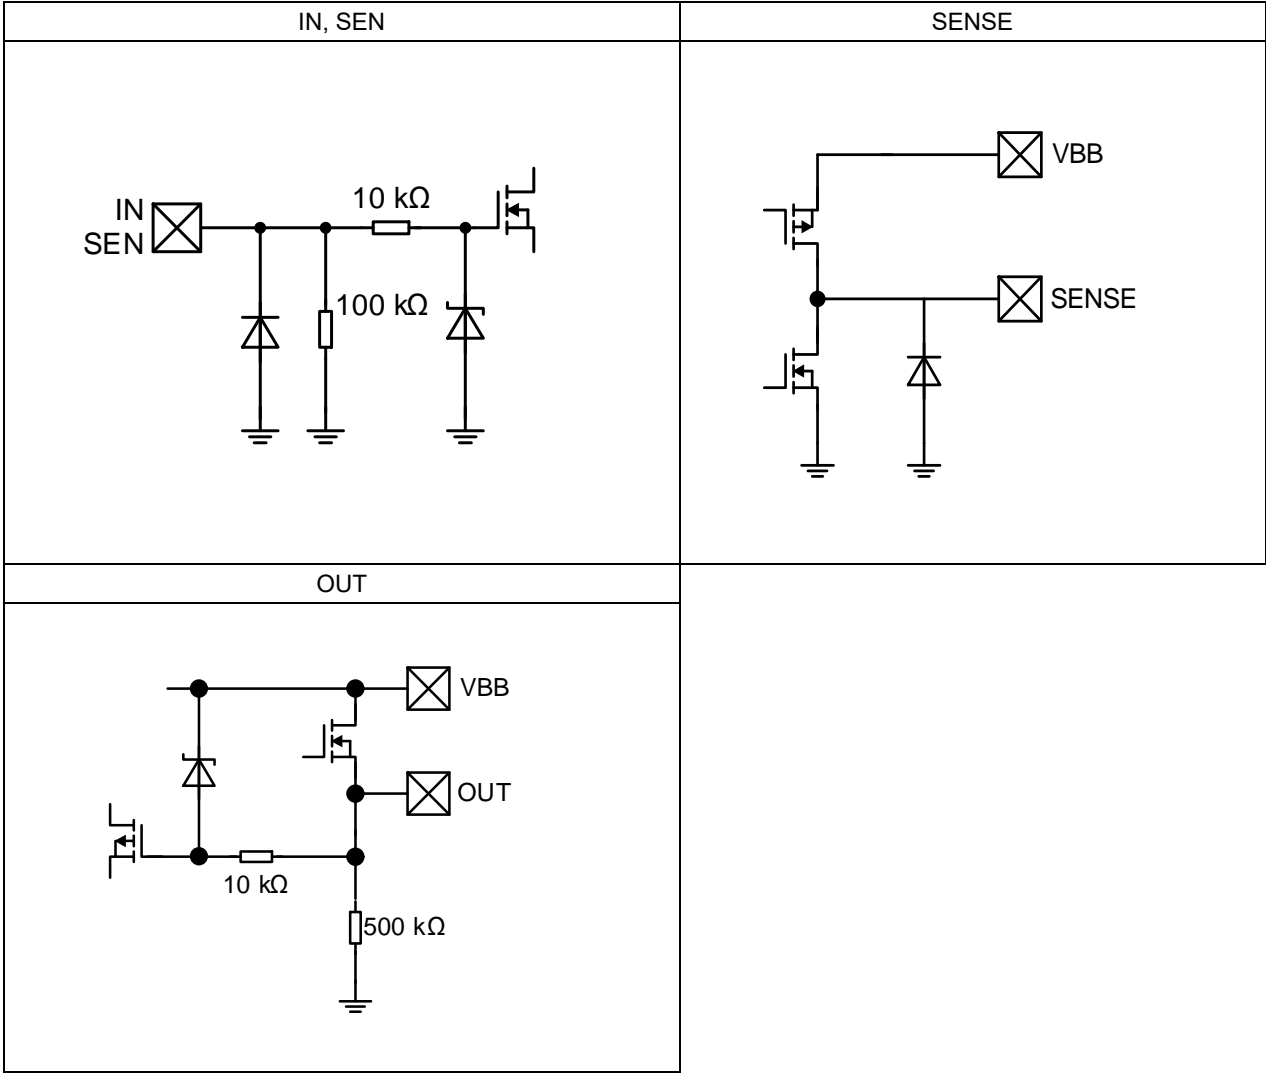 IN, SEN
SENSE
IN
SEN
10 kΩ
100 kΩ
VBB
SENSE
OUT
VBB
OUT
10 kΩ
500 kΩ